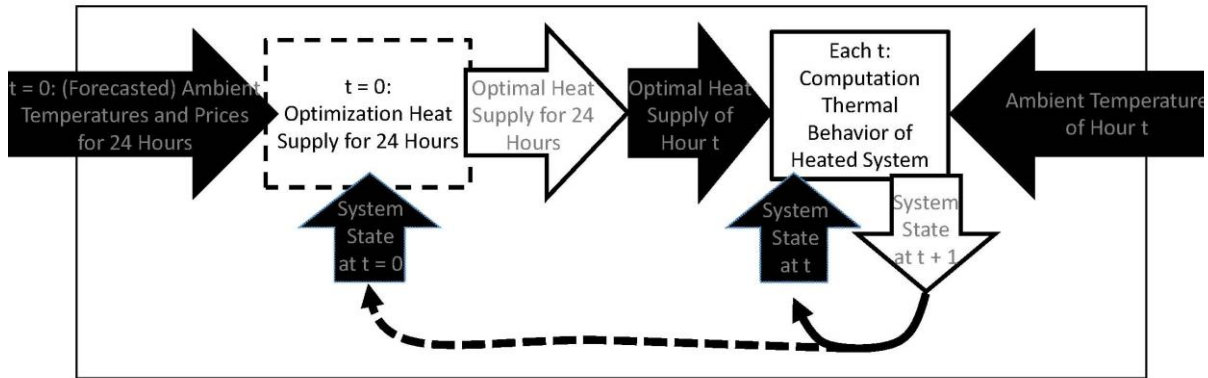 t = 0: (Forecasted) Ambient
Temperatures and Prices
for 24 Hours
t = 0:
Optimization Heat
Supply for 24 Hours
Optimal Heat
Supply for 24
Hours
Optimal Heat
Supply of
Hour t
Each t:
Computation
Thermal
Behavior of
Heated System
Ambient Temperature
of Hour t
System
State
at t = 0
System
State
at t
System
State
at t + 1